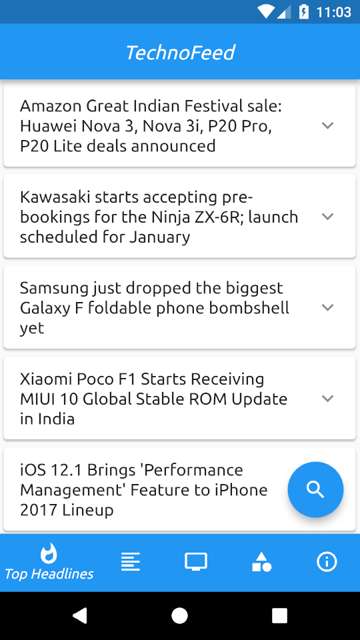 11:03
TechnoFeed
Amazon Great Indian Festival sale:
Huawei Nova 3, Nova 3i, P20 Pro,
P20 Lite deals announced
Kawasaki starts accepting pre-
bookings for the Ninja ZX-6R; launch
scheduled for January
Samsung just dropped the biggest
Galaxy F foldable phone bombshell
yet
Xiaomi Poco F1 Starts Receiving
MIUI 10 Global Stable ROM Update
in India
iOS 12.1 Brings 'Performance
Management' Feature to iPhone
2017 Lineup
Top Headlines